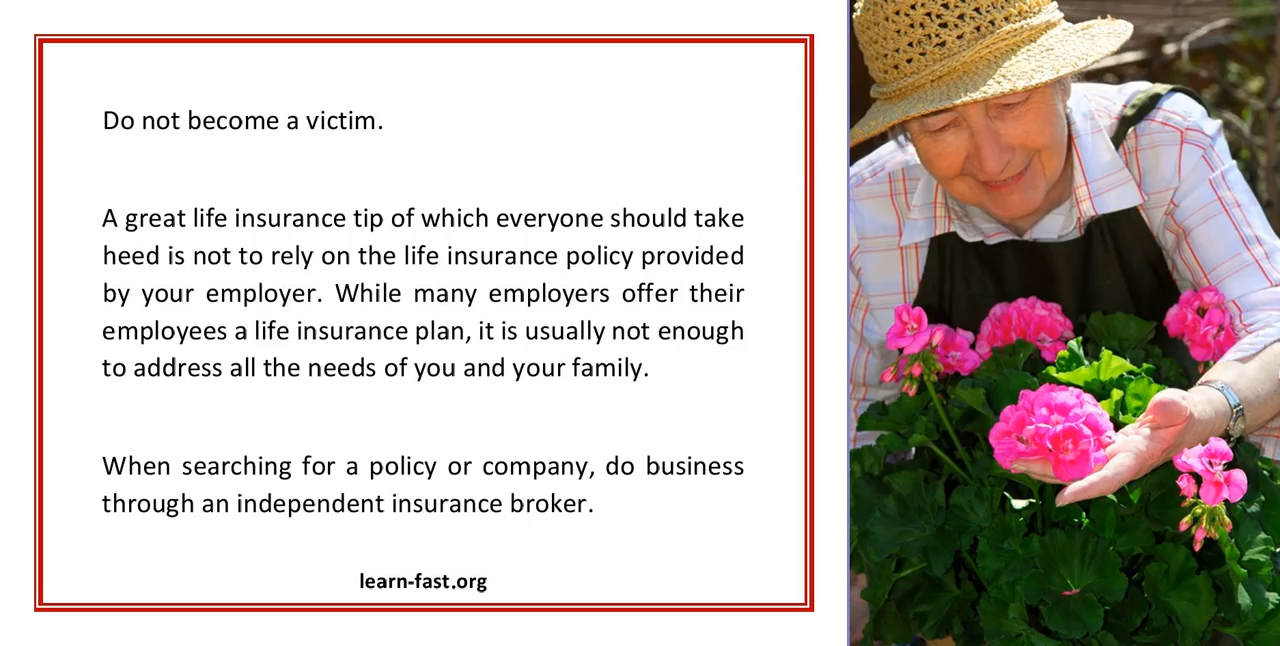 Do not become a victim.
A great life insurance tip of which everyone should take
heed is not to rely on the life insurance policy provided
by your employer. While many employers offer their
employees a life insurance plan, it is usually not enough
to address all the needs of you and your family.
When searching for a policy or company, do business
through an independent insurance broker.
learn-fast.org